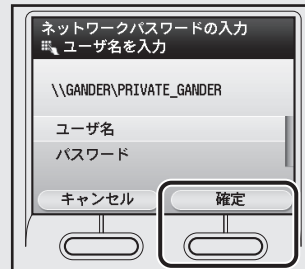 ネットワークパスワードの入力
ユーザ名を入力
\\GANDER\PRIVATE_GANDER
ユーザ名
パスワード
キャンセル 確定